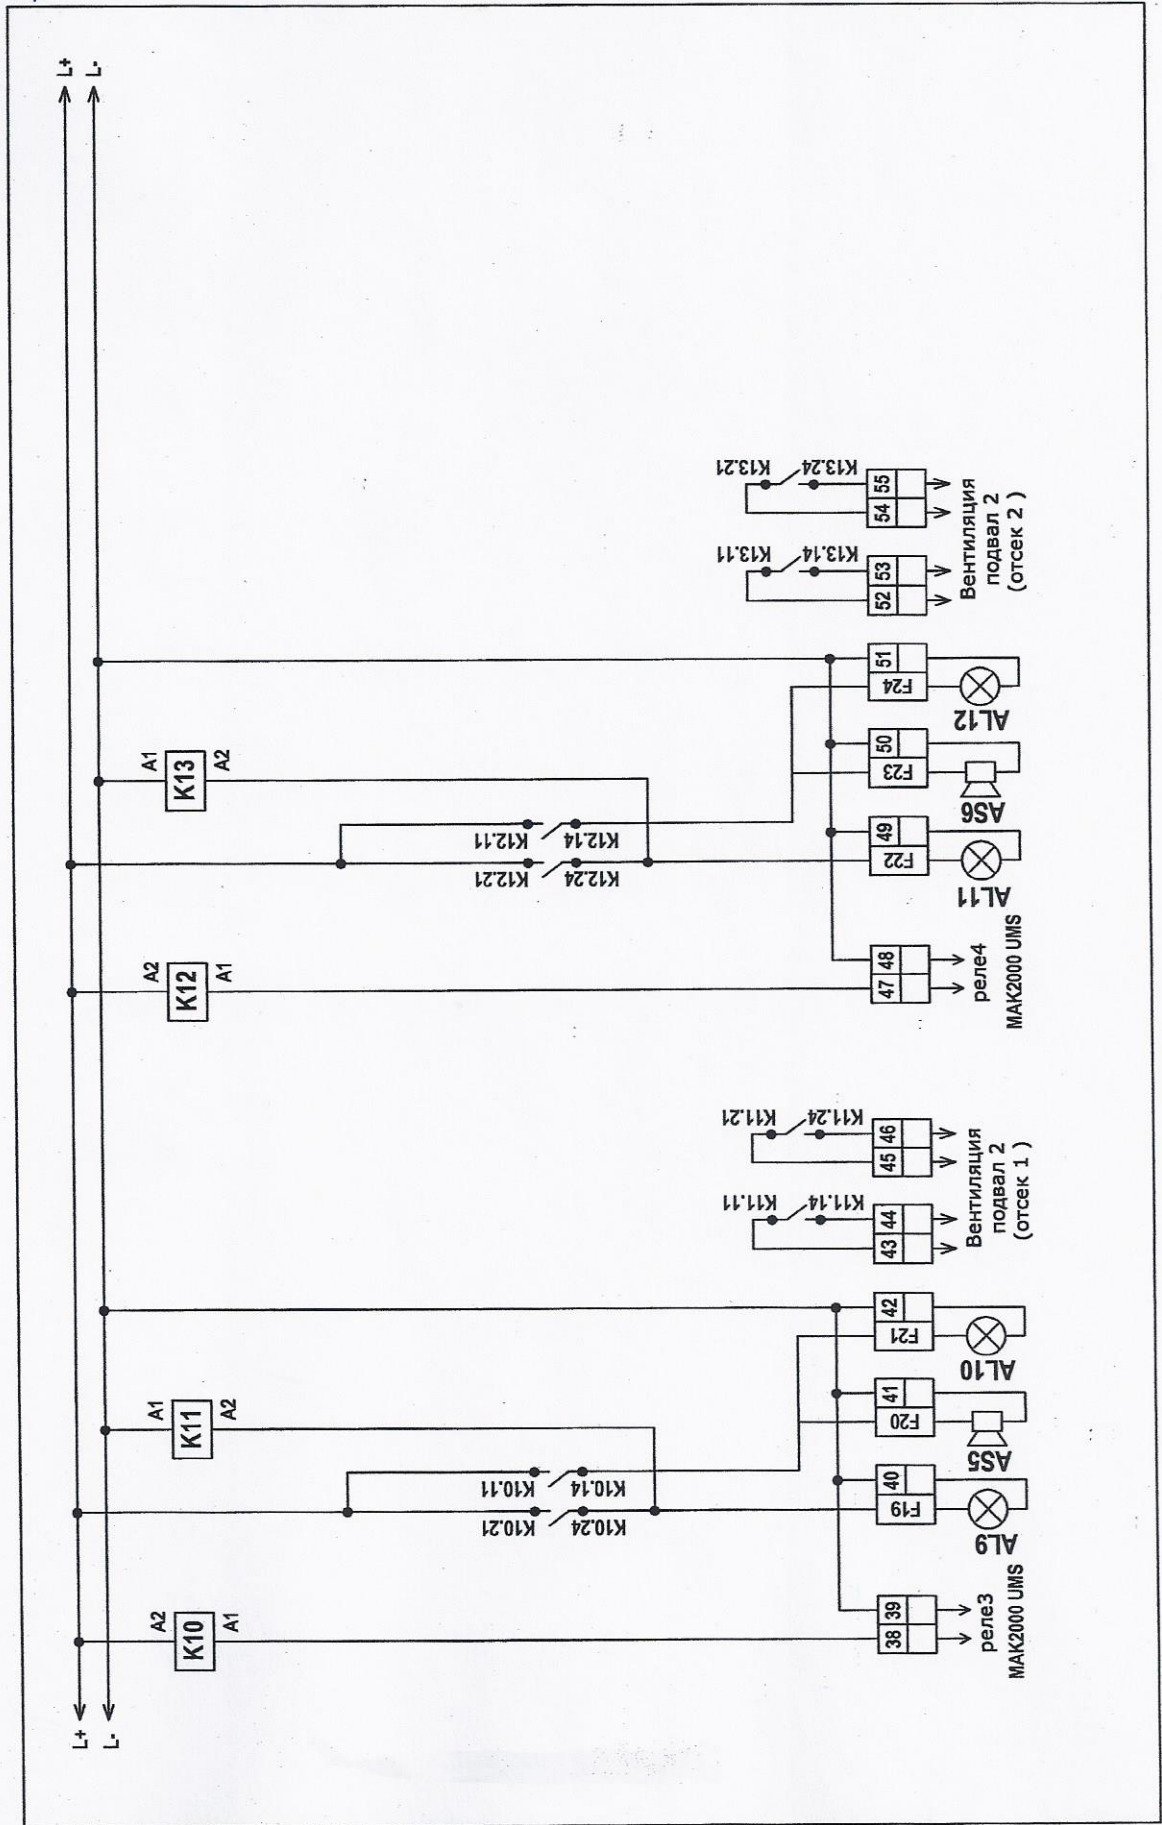 L+
L-
L+
L-
A2
K10
A1
A1
K11
A2
K10.21
K10.24
K10.11
K10.14
38
39
реле3
MAK2000 UMS
F19
40
AL9
F20
41
AS5
F21
42
AL10
K11.11
K11.14
43
44
K11.21
K11.24
45
46
Вентиляция
подвал 2
(отсек 1 )
A2
K12
A1
A1
K13
A2
K12.21
K12.24
K12.11
K12.14
47
48
реле4
MAK2000 UMS
F22
49
AL11
F23
50
AS6
F24
51
AL12
K13.11
K13.14
52
53
K13.21
K13.24
54
55
Вентиляция
подвал 2
(отсек 2 )